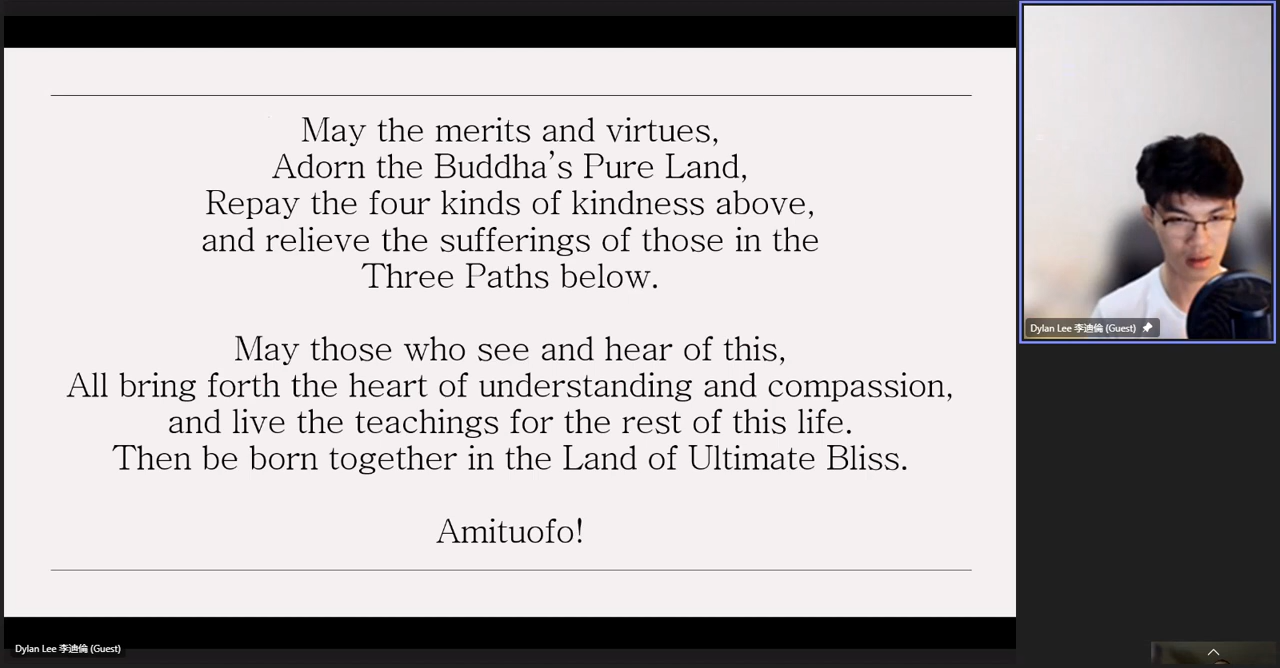 May the merits and virtues,
Adorn the Buddha’s Pure Land,
Repay the four kinds of kindness above,
and relieve the sufferings of those in the
Three Paths below.
May those who see and hear of this,
All bring forth the heart of understanding and compassion,
and live the teachings for the rest of this life.
Then be born together in the Land of Ultimate Bliss.
Amituofo!
Dylan Lee 李迪倫 (Guest)
Dylan Lee 李迪倫 (Guest)